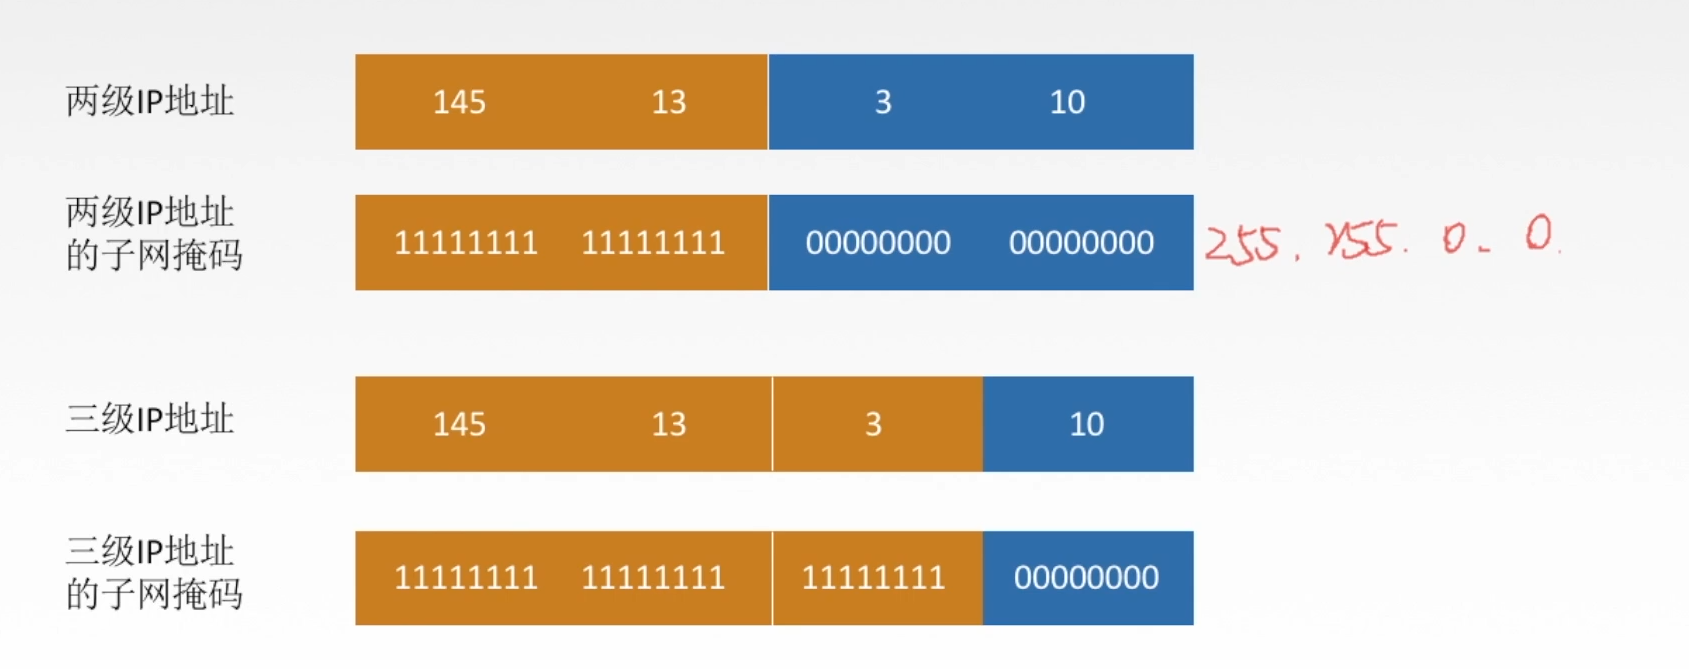 两级IP地址 145 13 3 10
两级IP地址
的子网掩码 11111111 11111111 00000000 00000000 255. 255. 0. 0.
三级IP地址 145 13 3 10
三级IP地址
的子网掩码 11111111 11111111 11111111 00000000